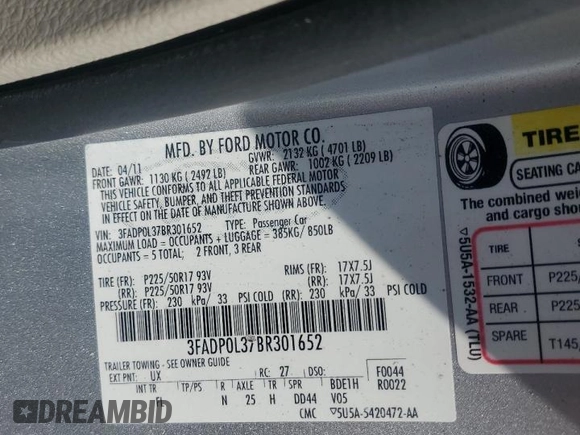 MFD. BY FORD MOTOR CO.
DATE: 04/11 GVWR: 2132 KG ( 4701 LB)
FRONT GAWR: 1130 KG ( 2492 LB) REAR GAWR: 1002 KG ( 2209 LB)
THIS VEHICLE CONFORMS TO ALL APPLICABLE FEDERAL MOTOR
VEHICLE SAFETY, BUMPER, AND THEFT PREVENTION STANDARDS
IN EFFECT ON THE DATE OF MANUFACTURE SHOWN ABOVE.
VIN: 3FADP0L37BR301652 TYPE: Passenger Car
MAXIMUM LOAD = OCCUPANTS + LUGGAGE = 385KG/ 850LB
OCCUPANTS = 5 TOTAL; 2 FRONT, 3 REAR
TIRE (FR): P225/50R17 93V RIMS (FR): 17X7.5J
(RR): P225/50R17 93V (RR): 17X7.5J
PRESSURE (FR): 230 kPa/ 33 PSI COLD (RR): 230 kPa/ 33 PSI COLD
3FADP0L37BR301652
TRAILER TOWING - SEE OWNER GUIDE
EXT PNT: UX RC: 27 DSO: F0044
INT TR TP/PS R AXLE TR SPR BDE1H R0022
N 25 H DD44 V05
CMC ▽5U5A-5420472-AA
▽5U5A-1532-AA (TL0)
TIRE
SEATING CA
The combined wei
and cargo shou
TIRE
FRONT P225/
REAR P225
SPARE T145
DREAMBID
.COM